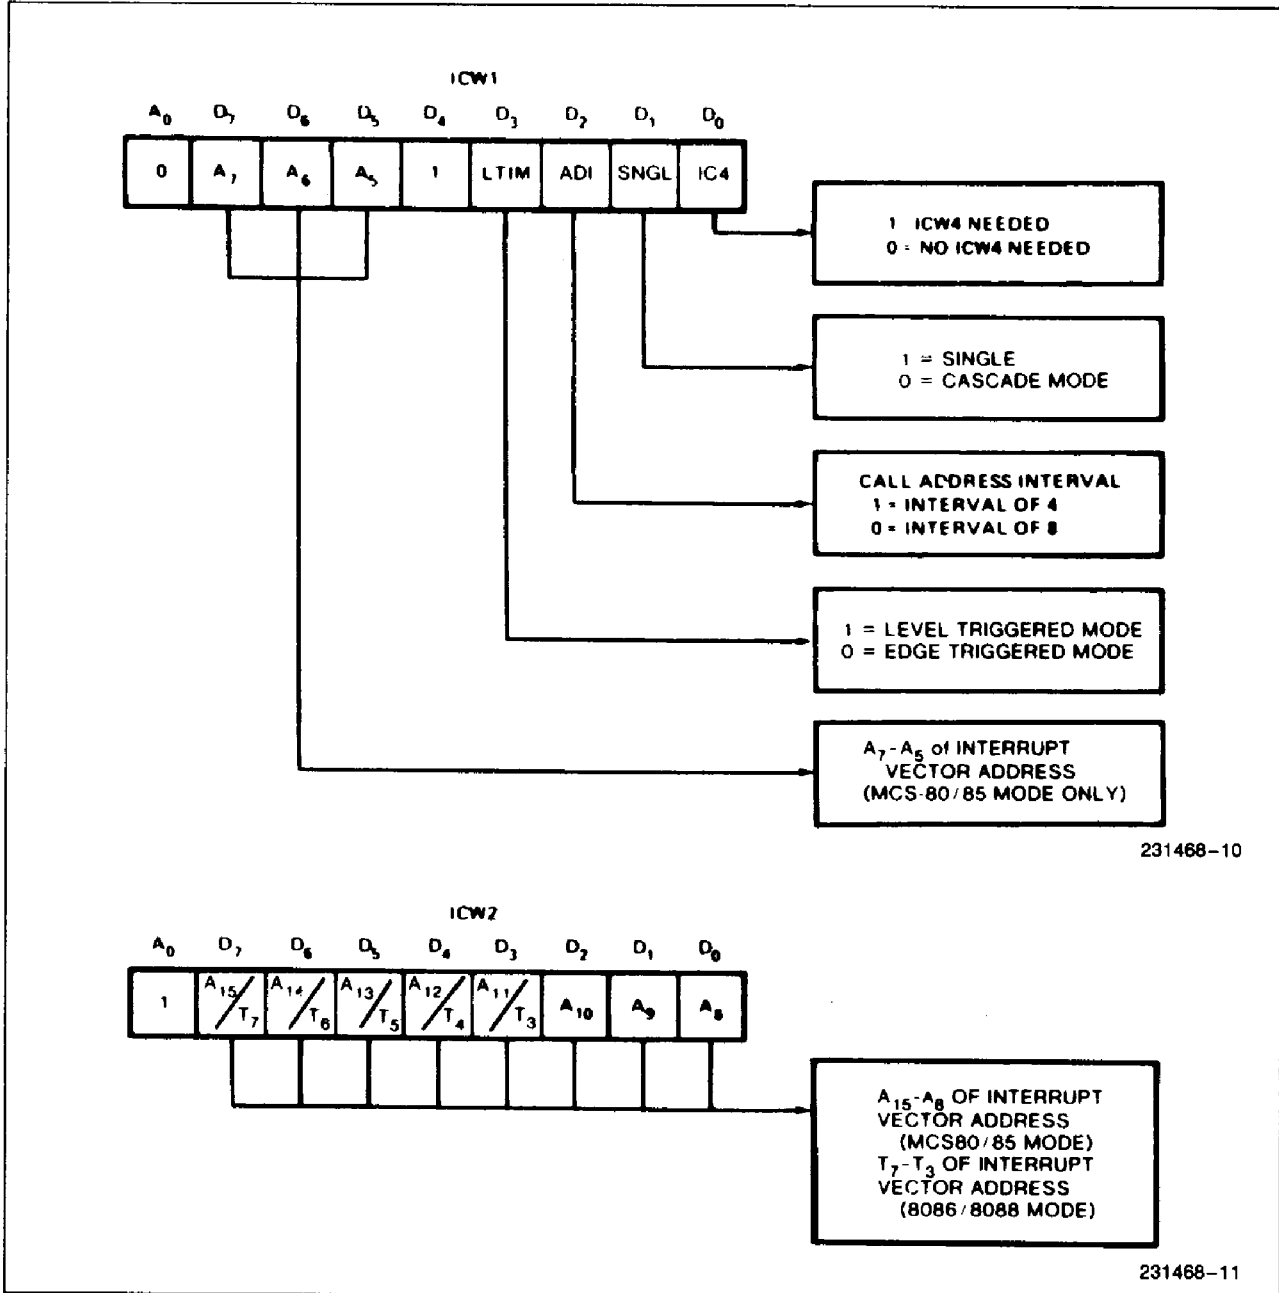 ICW1
A0 D7 D6 D5 D4 D3 D2 D1 D0
0 A7 A6 A5 1 LTIM ADI SNGL IC4
1 ICW4 NEEDED
0 = NO ICW4 NEEDED
1 = SINGLE
0 = CASCADE MODE
CALL ADDRESS INTERVAL
1 = INTERVAL OF 4
0 = INTERVAL OF 8
1 = LEVEL TRIGGERED MODE
0 = EDGE TRIGGERED MODE
A7-A5 of INTERRUPT
VECTOR ADDRESS
(MCS-80/85 MODE ONLY)
231468-10
ICW2
A0 D7 D6 D5 D4 D3 D2 D1 D0
1 A15/T7 A14/T6 A13/T5 A12/T4 A11/T3 A10 A9 A8
A15-A8 OF INTERRUPT
VECTOR ADDRESS
(MCS80/85 MODE)
T7-T3 OF INTERRUPT
VECTOR ADDRESS
(8086/8088 MODE)
231468-11